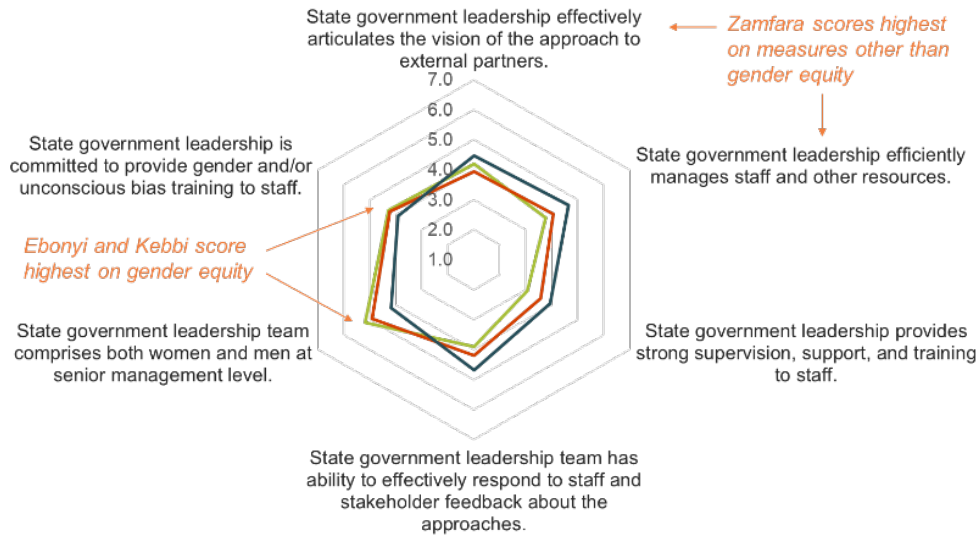 State government leadership effectively
articulates the vision of the approach to
external partners.
Zamfara scores highest
on measures other than
gender equity
7.0
6.0
5.0
4.0
3.0
2.0
1.0
State government leadership is
committed to provide gender and/or
unconscious bias training to staff.
State government leadership efficiently
manages staff and other resources.
Ebonyi and Kebbi score
highest on gender equity
State government leadership team
comprises both women and men at
senior management level.
State government leadership provides
strong supervision, support, and training
to staff.
State government leadership team has
ability to effectively respond to staff and
stakeholder feedback about the
approaches.